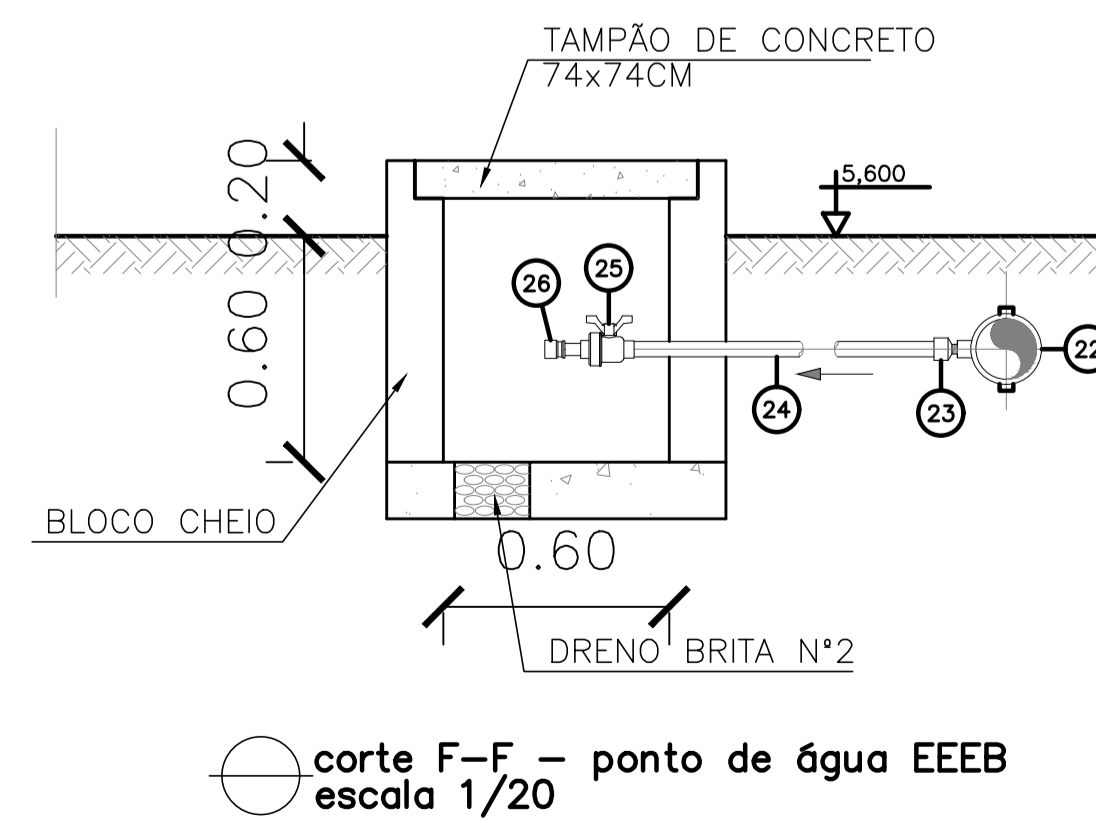 TAMPÃO DE CONCRETO
74x74CM
0.20
5,600
26
25
0.60
22
24
23
BLOCO CHEIO
0.60
DRENO BRITA Nº2
corte F-F - ponto de água EEEB
escala 1/20